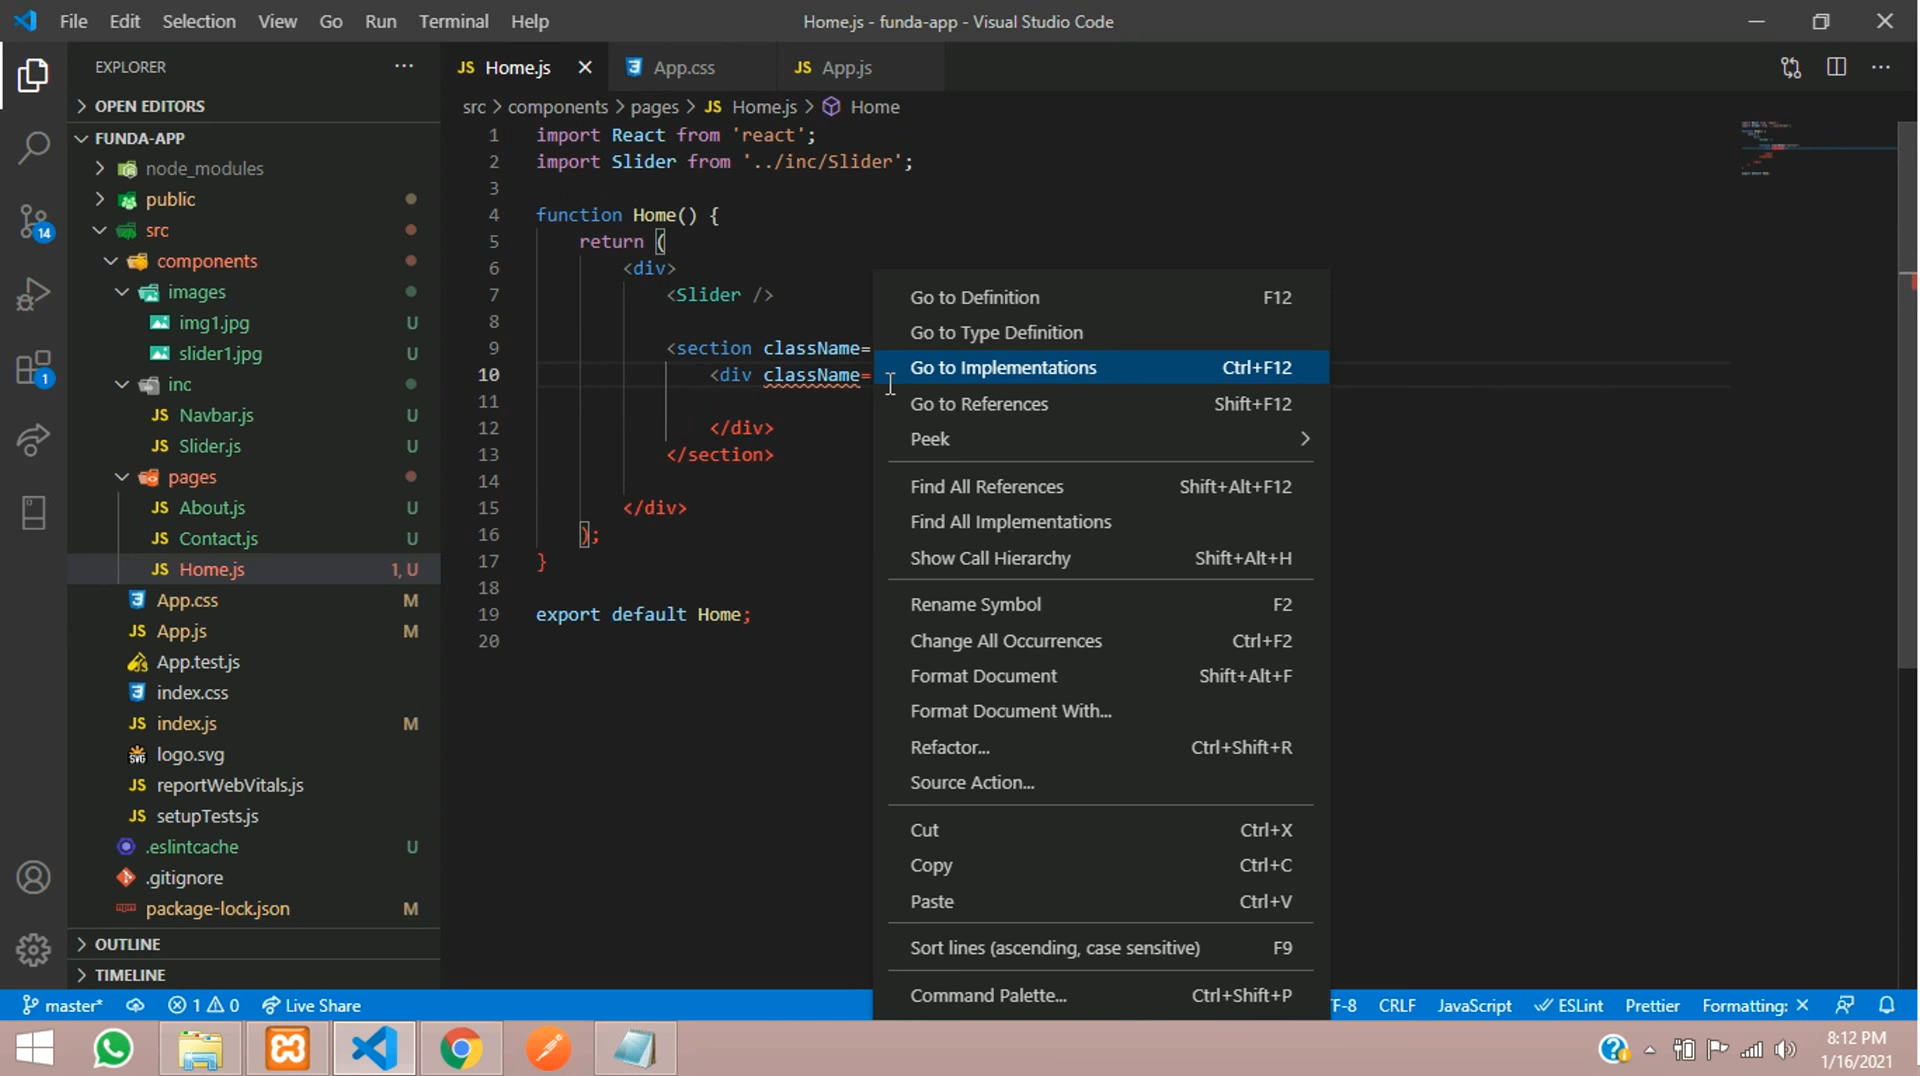 File Edit Selection View Go Run Terminal Help
Home.js - funda-app - Visual Studio Code
EXPLORER
OPEN EDITORS
FUNDA-APP
node_modules
public
src
components
images
img1.jpg U
slider1.jpg U
inc
JS Navbar.js U
JS Slider.js U
pages
JS About.js U
JS Contact.js U
JS Home.js 1, U
App.css M
JS App.js M
App.test.js
index.css
JS index.js M
logo.svg
JS reportWebVitals.js
JS setupTests.js
.eslintcache U
.gitignore
package-lock.json M
OUTLINE
TIMELINE
14
1
JS Home.js App.css JS App.js
src > components > pages > JS Home.js > Home
1 import React from 'react';
2 import Slider from '../inc/Slider';
3
4 function Home() {
5 return (
6 <div>
7 <Slider />
8
9 <section className=
10 <div className=
11
12 </div>
13 </section>
14
15 </div>
16 );
17 }
18
19 export default Home;
20
Go to Definition F12
Go to Type Definition
Go to Implementations Ctrl+F12
Go to References Shift+F12
Peek
Find All References Shift+Alt+F12
Find All Implementations
Show Call Hierarchy Shift+Alt+H
Rename Symbol F2
Change All Occurrences Ctrl+F2
Format Document Shift+Alt+F
Format Document With...
Refactor... Ctrl+Shift+R
Source Action...
Cut Ctrl+X
Copy Ctrl+C
Paste Ctrl+V
Sort lines (ascending, case sensitive) F9
Command Palette... Ctrl+Shift+P
master* 1 0 Live Share TF-8 CRLF JavaScript ESLint Prettier Formatting: ×
8:12 PM
1/16/2021